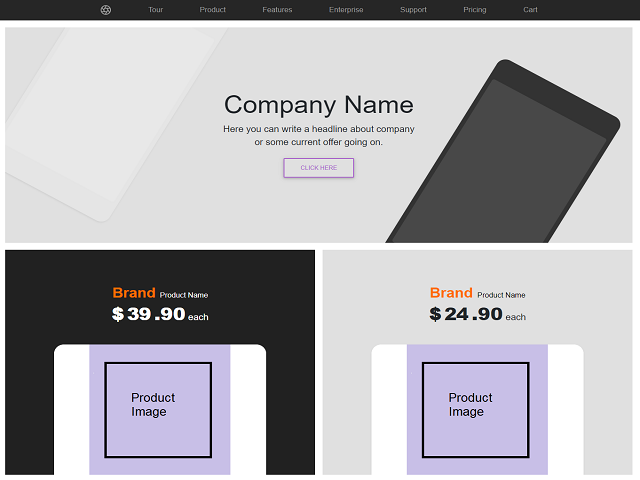 Tour Product Features Enterprise Support Pricing Cart
Company Name
Here you can write a headline about company
or some current offer going on.
CLICK HERE
Brand Product Name
$39.90 each
Product
Image
Brand Product Name
$24.90 each
Product
Image